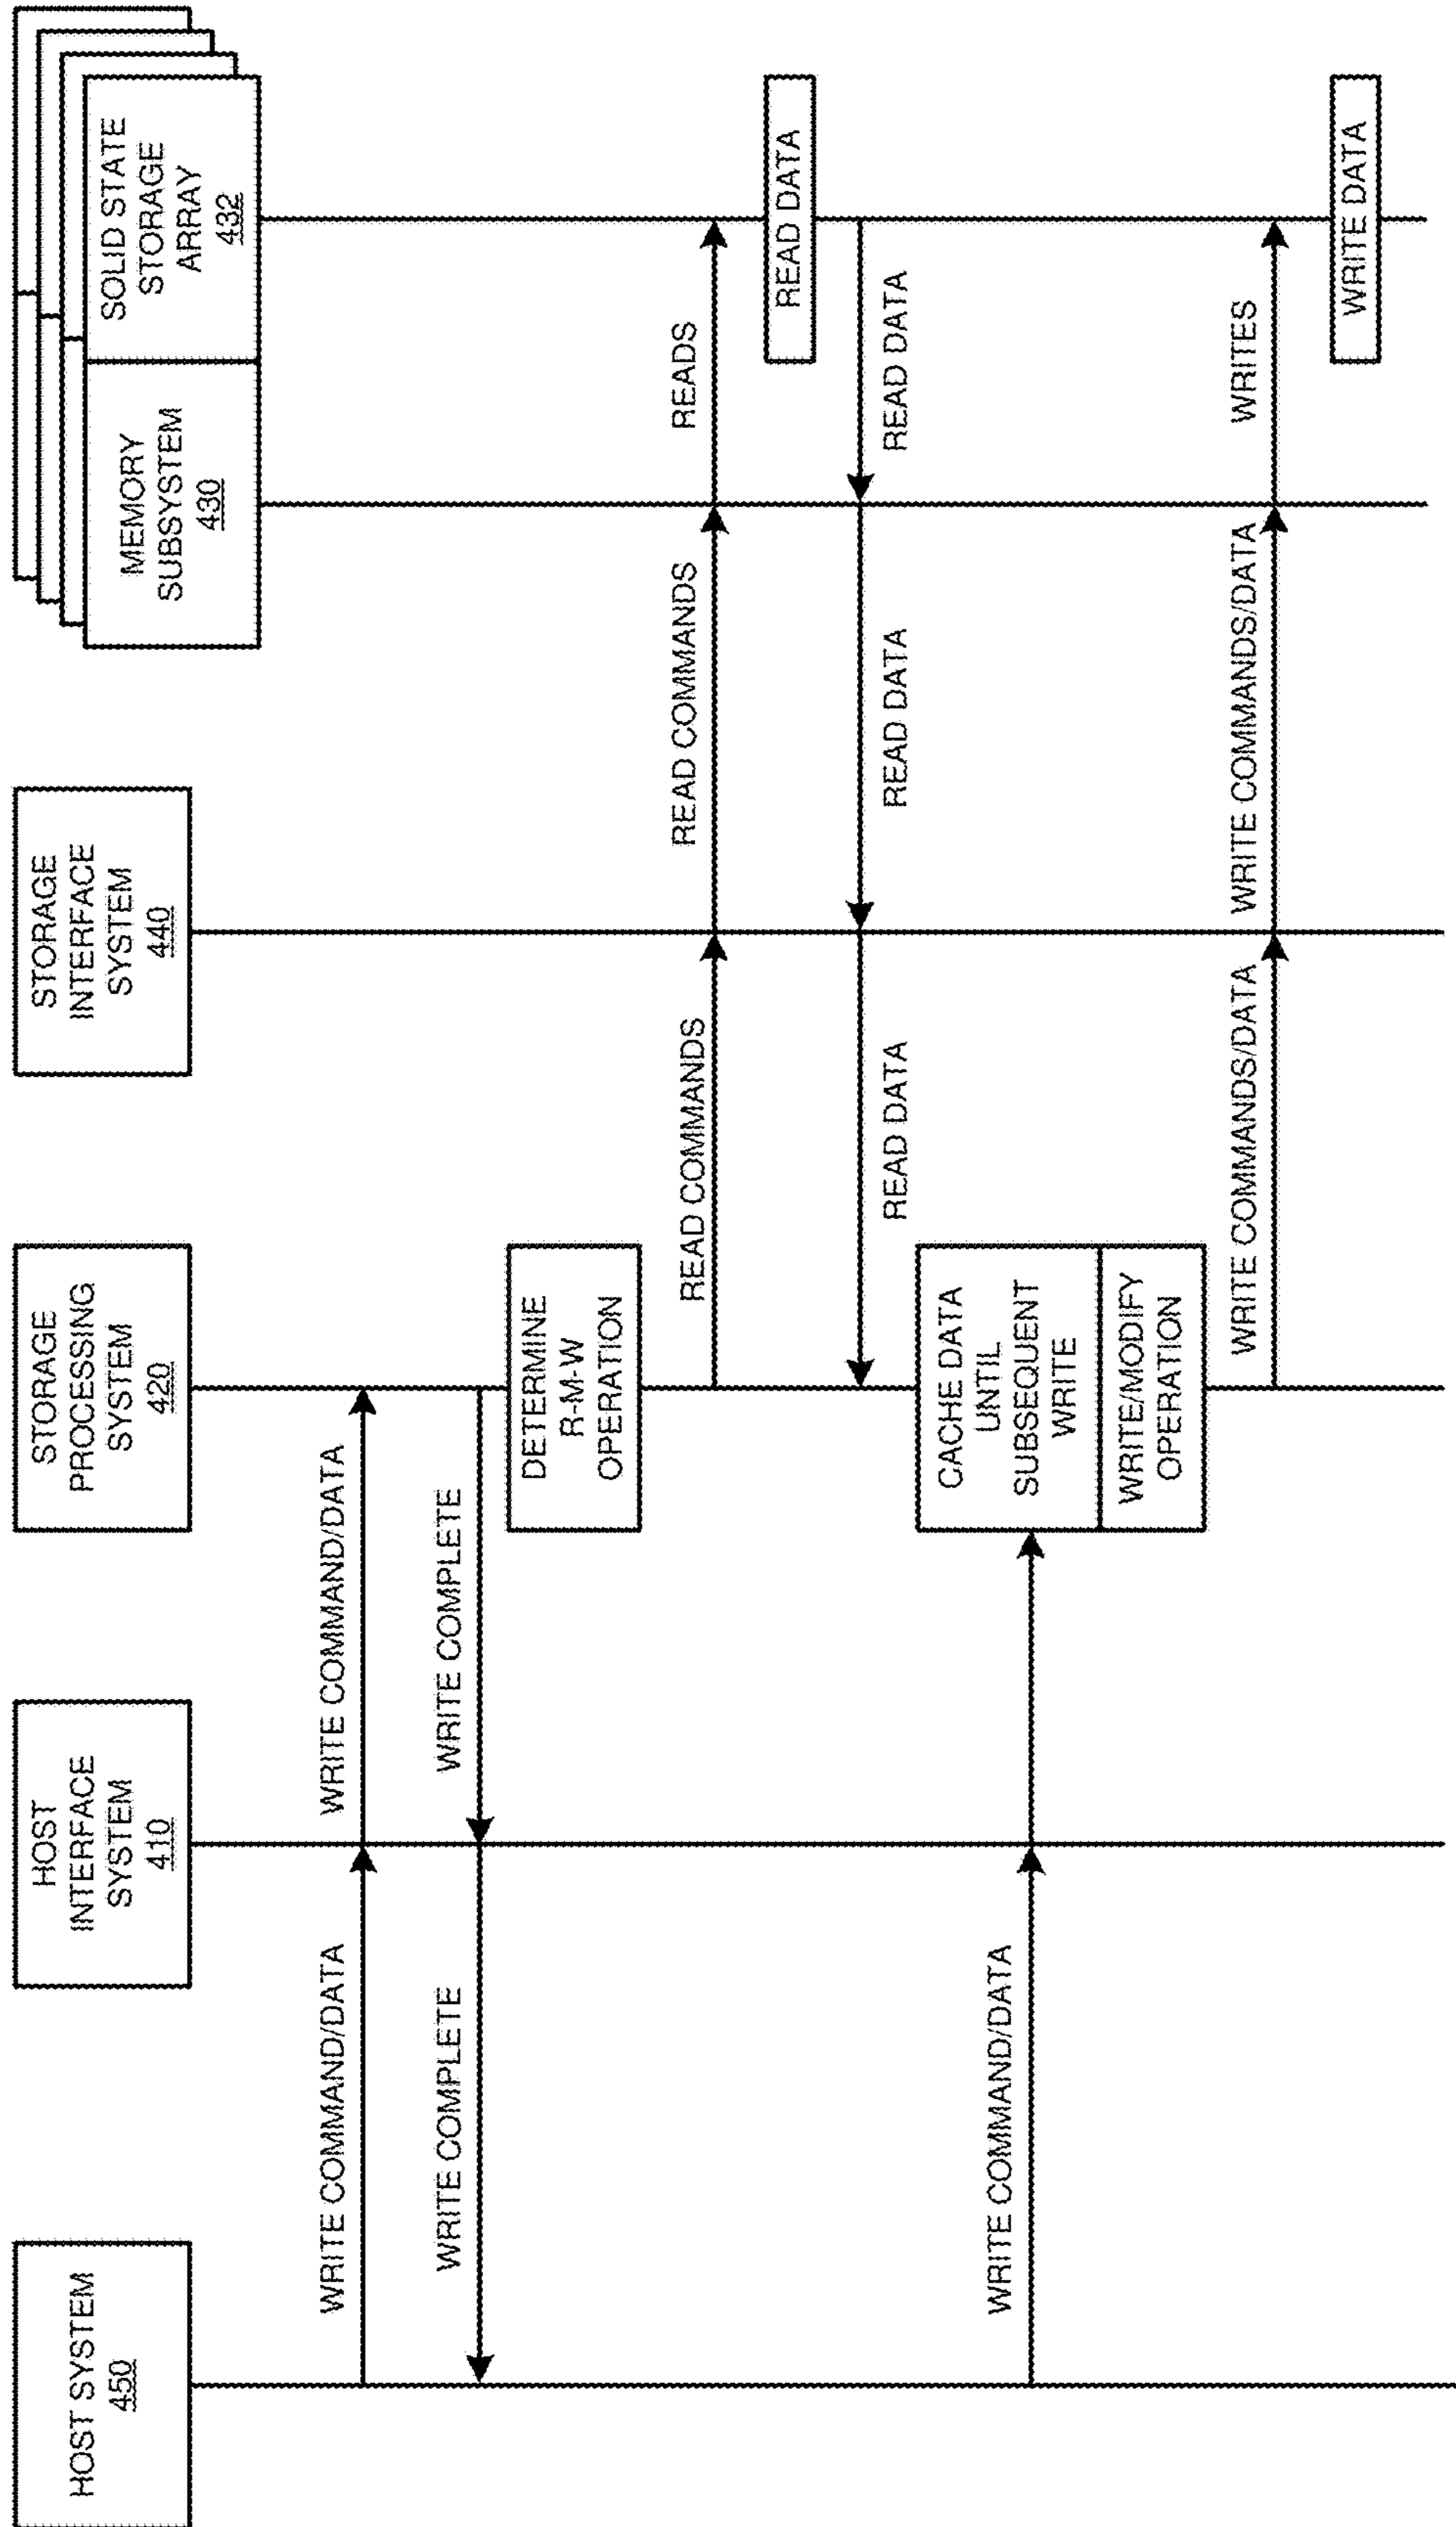 HOST SYSTEM
450
HOST
INTERFACE
SYSTEM
410
STORAGE
PROCESSING
SYSTEM
420
STORAGE
INTERFACE
SYSTEM
440
MEMORY
SUBSYSTEM
430
SOLID STATE
STORAGE
ARRAY
432
WRITE COMMAND/DATA
WRITE COMMAND/DATA
WRITE COMPLETE
WRITE COMPLETE
DETERMINE
R-M-W
OPERATION
READ COMMANDS
READ COMMANDS
READS
READ DATA
READ DATA
READ DATA
READ DATA
WRITE COMMAND/DATA
CACHE DATA
UNTIL
SUBSEQUENT
WRITE
WRITE/MODIFY
OPERATION
WRITE COMMANDS/DATA
WRITE COMMANDS/DATA
WRITES
WRITE DATA